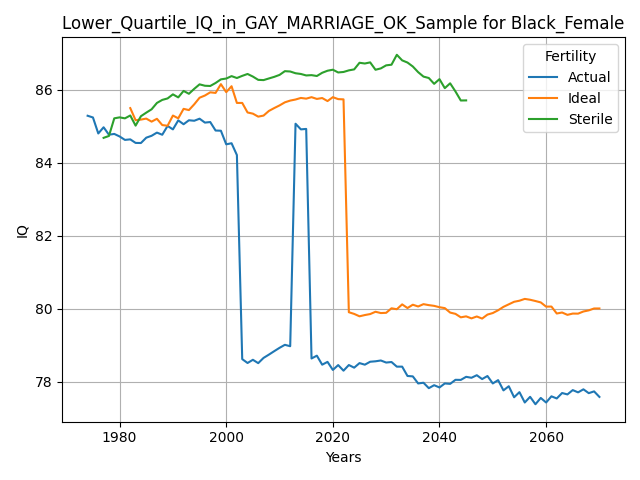 Lower_Quartile_IQ_in_GAY_MARRIAGE_OK_Sample for Black_Female
Fertility
Actual
Ideal
Sterile
IQ
86
84
82
80
78
1980
2000
2020
2040
2060
Years